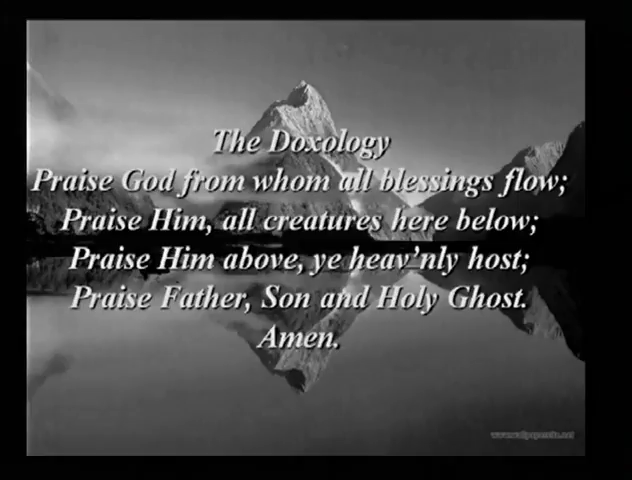 The Doxology
Praise God from whom all blessings flow;
Praise Him, all creatures here below;
Praise Him above, ye heav'nly host;
Praise Father, Son and Holy Ghost.
Amen.